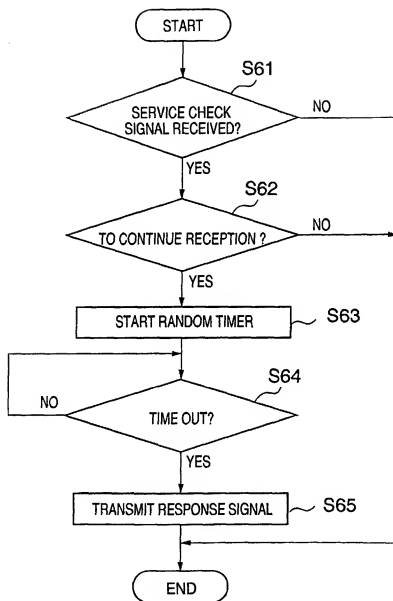 START
S61
SERVICE CHECK
SIGNAL RECEIVED?
NO
YES
S62
TO CONTINUE RECEPTION ?
NO
YES
START RANDOM TIMER
S63
S64
NO
TIME OUT?
YES
TRANSMIT RESPONSE SIGNAL
S65
END